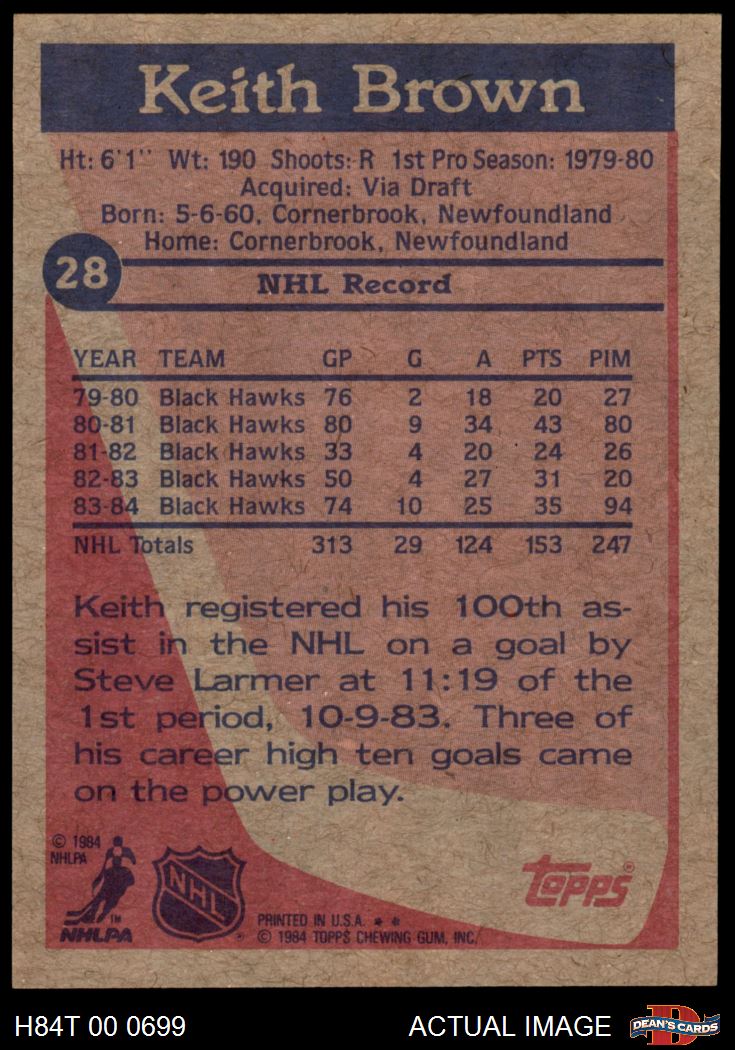 Keith Brown
Ht: 6'1" Wt: 190 Shoots: R 1st Pro Season: 1979-80
Acquired: Via Draft
Born: 5-6-60, Cornerbrook, Newfoundland
Home: Cornerbrook, Newfoundland
28
NHL Record
YEAR TEAM GP G A PTS PIM
79-80 Black Hawks 76 2 18 20 27
80-81 Black Hawks 80 9 34 43 80
81-82 Black Hawks 33 4 20 24 26
82-83 Black Hawks 50 4 27 31 20
83-84 Black Hawks 74 10 25 35 94
NHL Totals 313 29 124 153 247
Keith registered his 100th as-
sist in the NHL on a goal by
Steve Larmer at 11:19 of the
1st period, 10-9-83. Three of
his career high ten goals came
on the power play.
© 1984
NHLPA
TM
NHLPA
NHL
®
topps®
PRINTED IN U.S.A. * *
© 1984 TOPPS CHEWING GUM, INC.
H84T 00 0699
ACTUAL IMAGE
D
DEAN'S CARDS